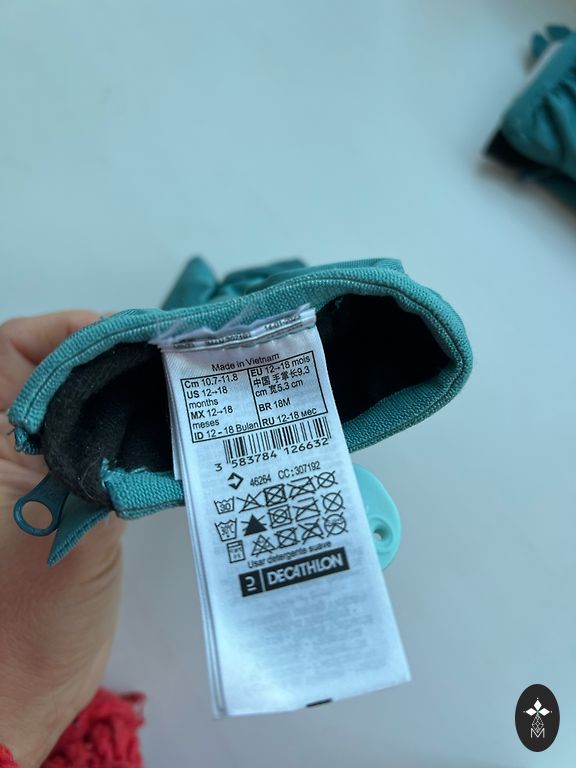 Made in Vietnam
Cm 10.7-11.8
US 12→18
months
MX 12→18
meses
ID 12 – 18 Bulan
EU 12→18 mois
中国 手掌长9.3
cm 宽5.3 cm
BR 18M
RU 12-18 мес
3 583784 126632
46264 CC:307192
Usar detergente suave
DECATHLON
M